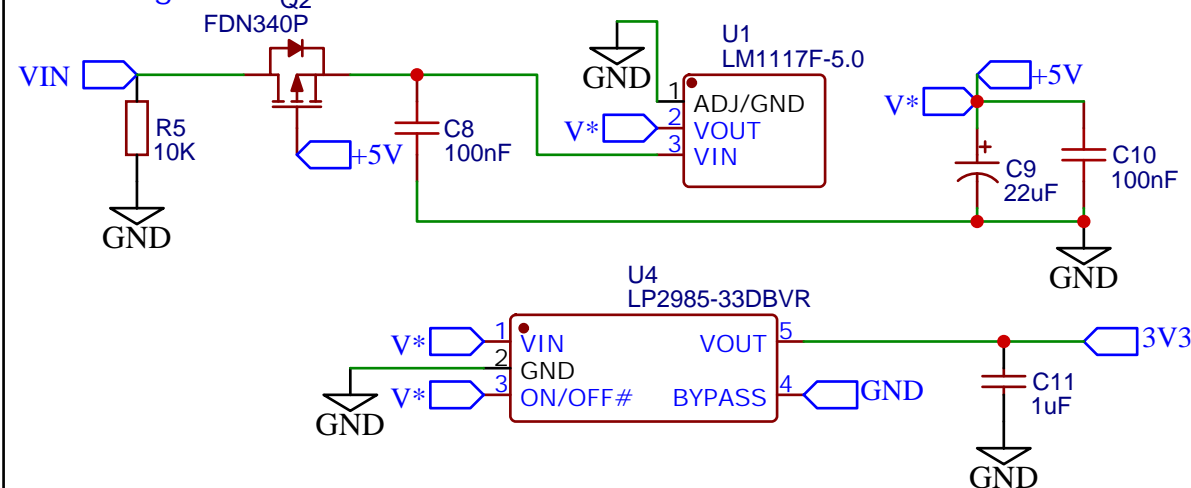 Q2
FDN340P
VIN
R5
10K
GND
+5V
C8
100nF
GND
U1
LM1117F-5.0
1 ADJ/GND
V* 2 VOUT
3 VIN
+5V
V*
C9
22uF
C10
100nF
GND
U4
LP2985-33DBVR
V* 1 VIN
2 GND
V* 3 ON/OFF#
GND
VOUT 5
BYPASS 4 GND
3V3
C11
1uF
GND